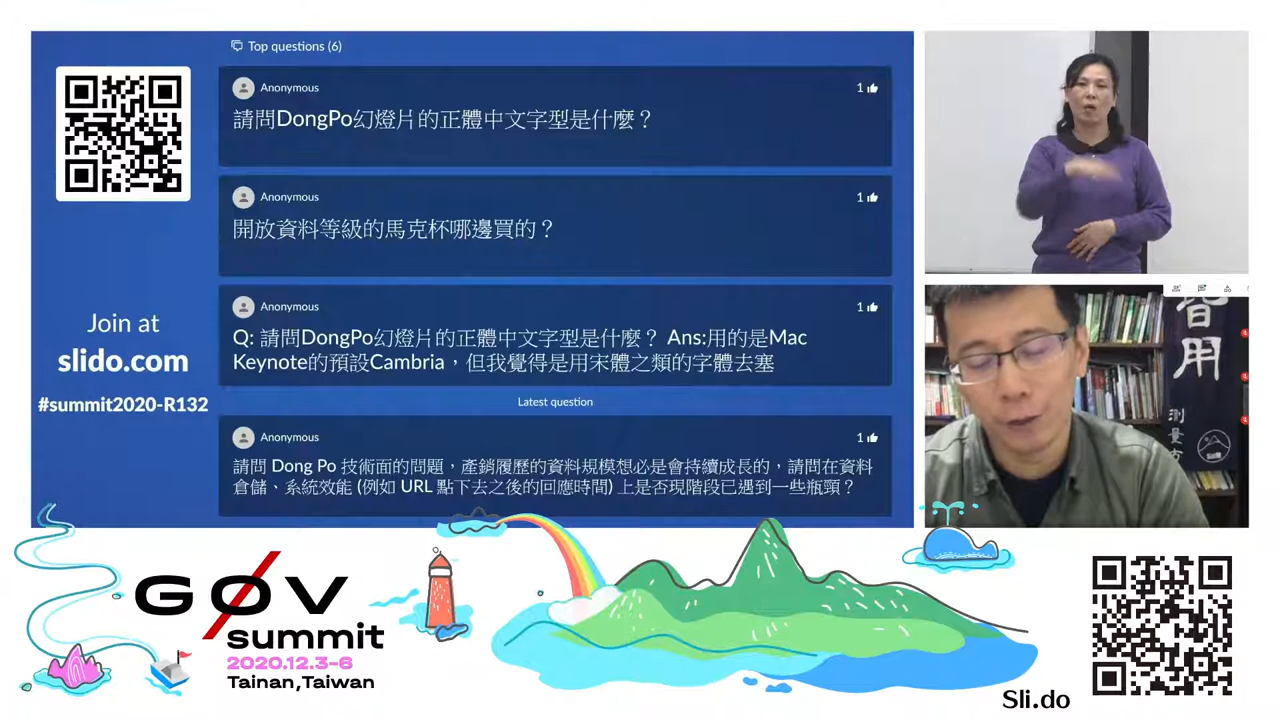 Top questions (6)
Anonymous
1
請問DongPo幻燈片的正體中文字型是什麼？
Anonymous
1
開放資料等級的馬克杯哪邊買的？
Anonymous
1
Q: 請問DongPo幻燈片的正體中文字型是什麼？ Ans:用的是Mac
Keynote的預設Cambria，但我覺得是用宋體之類的字體去塞
Latest question
Anonymous
1
請問 Dong Po 技術面的問題，產銷履歷的資料規模想必是會持續成長的，請問在資料
倉儲、系統效能 (例如 URL 點下去之後的回應時間) 上是否現階段已遇到一些瓶頸？
Join at
slido.com
#summit2020-R132
用
測
量
GØV
summit
2020.12.3-6
Tainan,Taiwan
Sli.do